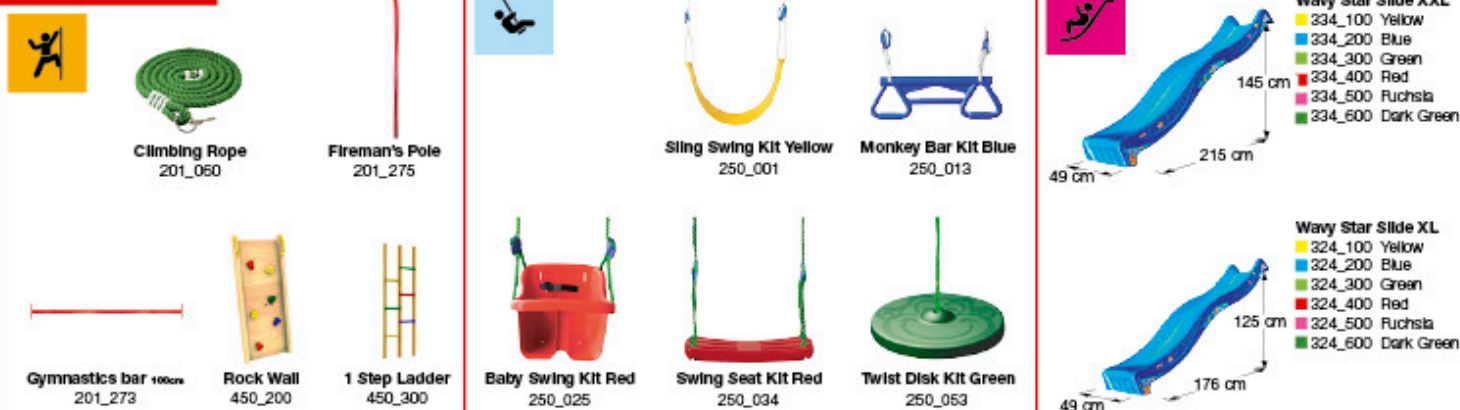 Climbing Rope
201_060
Fireman's Pole
201_275
Gymnastics bar 100cm
201_273
Rock Wall
450_200
1 Step Ladder
450_300
Sling Swing Kit Yellow
250_001
Monkey Bar Kit Blue
250_013
Baby Swing Kit Red
250_025
Swing Seat Kit Red
250_034
Twist Disk Kit Green
250_053
Wavy Star Slide XXL
334_100 Yellow
334_200 Blue
334_300 Green
334_400 Red
334_500 Fuchsia
334_600 Dark Green
145 cm
215 cm
49 cm
Wavy Star Slide XL
324_100 Yellow
324_200 Blue
324_300 Green
324_400 Red
324_500 Fuchsia
324_600 Dark Green
125 cm
176 cm
49 cm